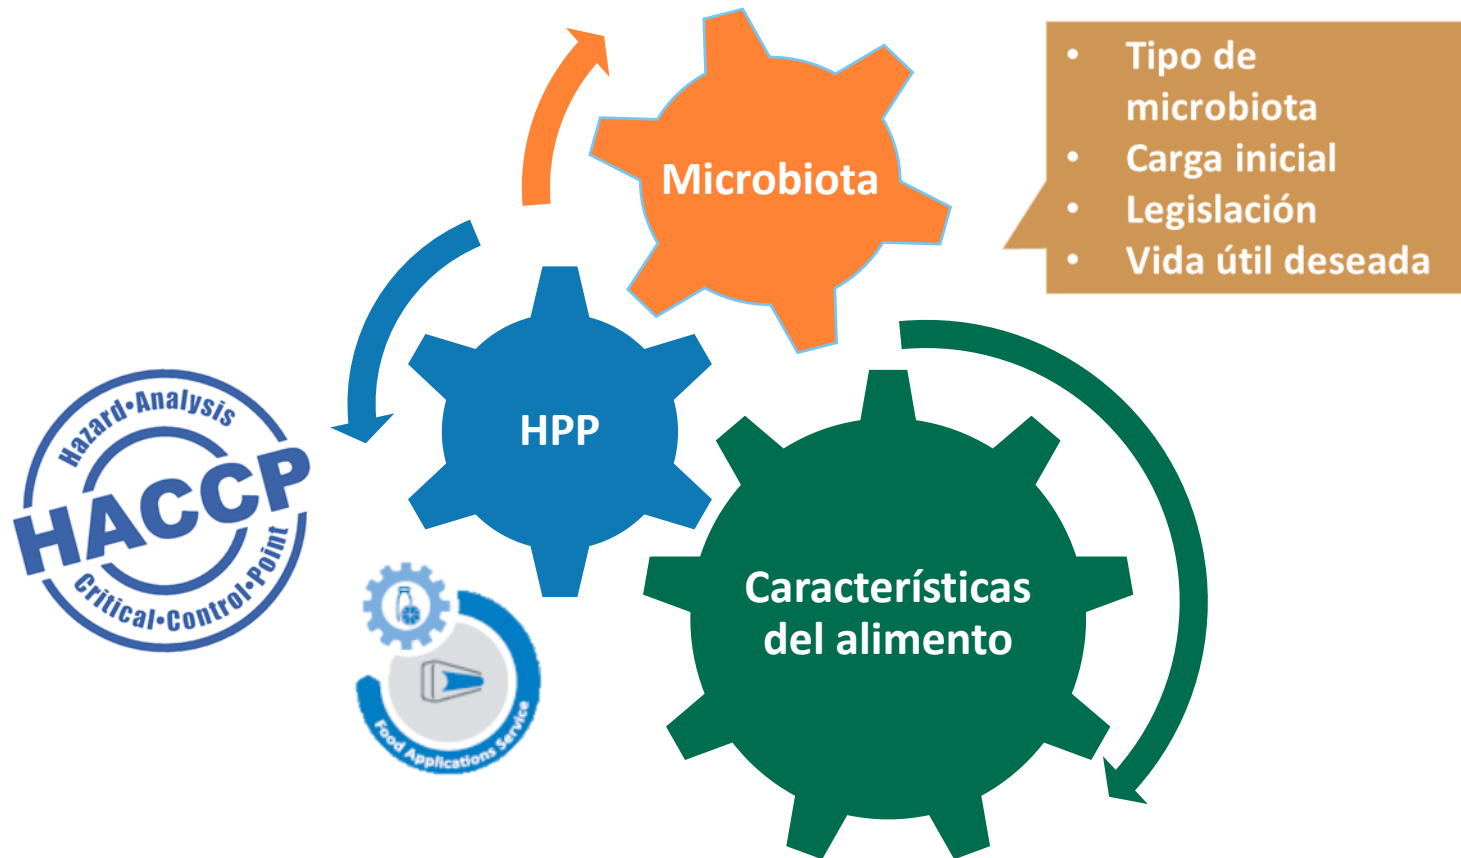 Microbiota
• Tipo de
microbiota
• Carga inicial
• Legislación
• Vida útil deseada
HPP
Hazard•Analysis
HACCP
Critical•Control•Point
Características
del alimento
Food Applications Service